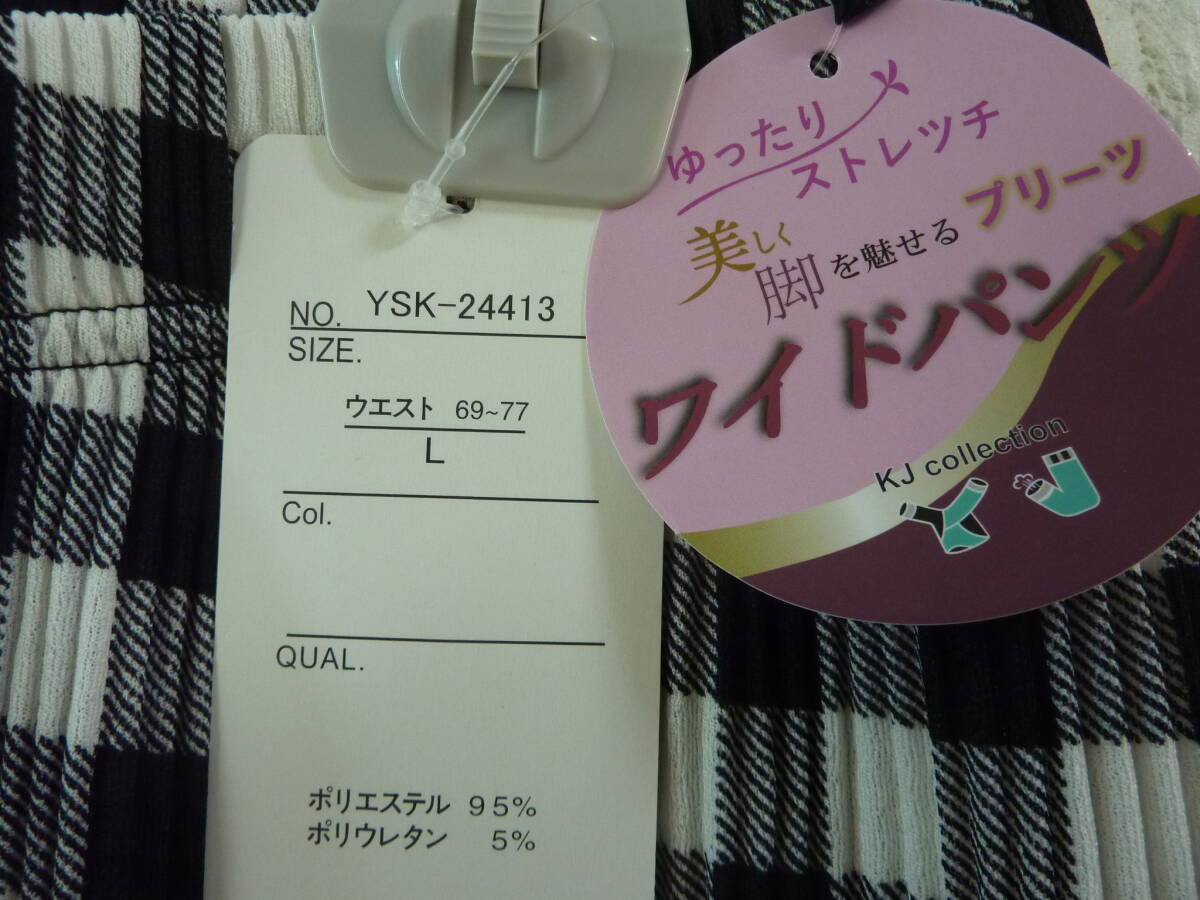 NO. YSK-24413
SIZE.
ウエスト 69~77
L
Col.
QUAL.
ポリエステル 95%
ポリウレタン 5%
ゆったり
ストレッチ
美しく
脚を魅せるプリーツ
ワイドパンツ
KJ collection